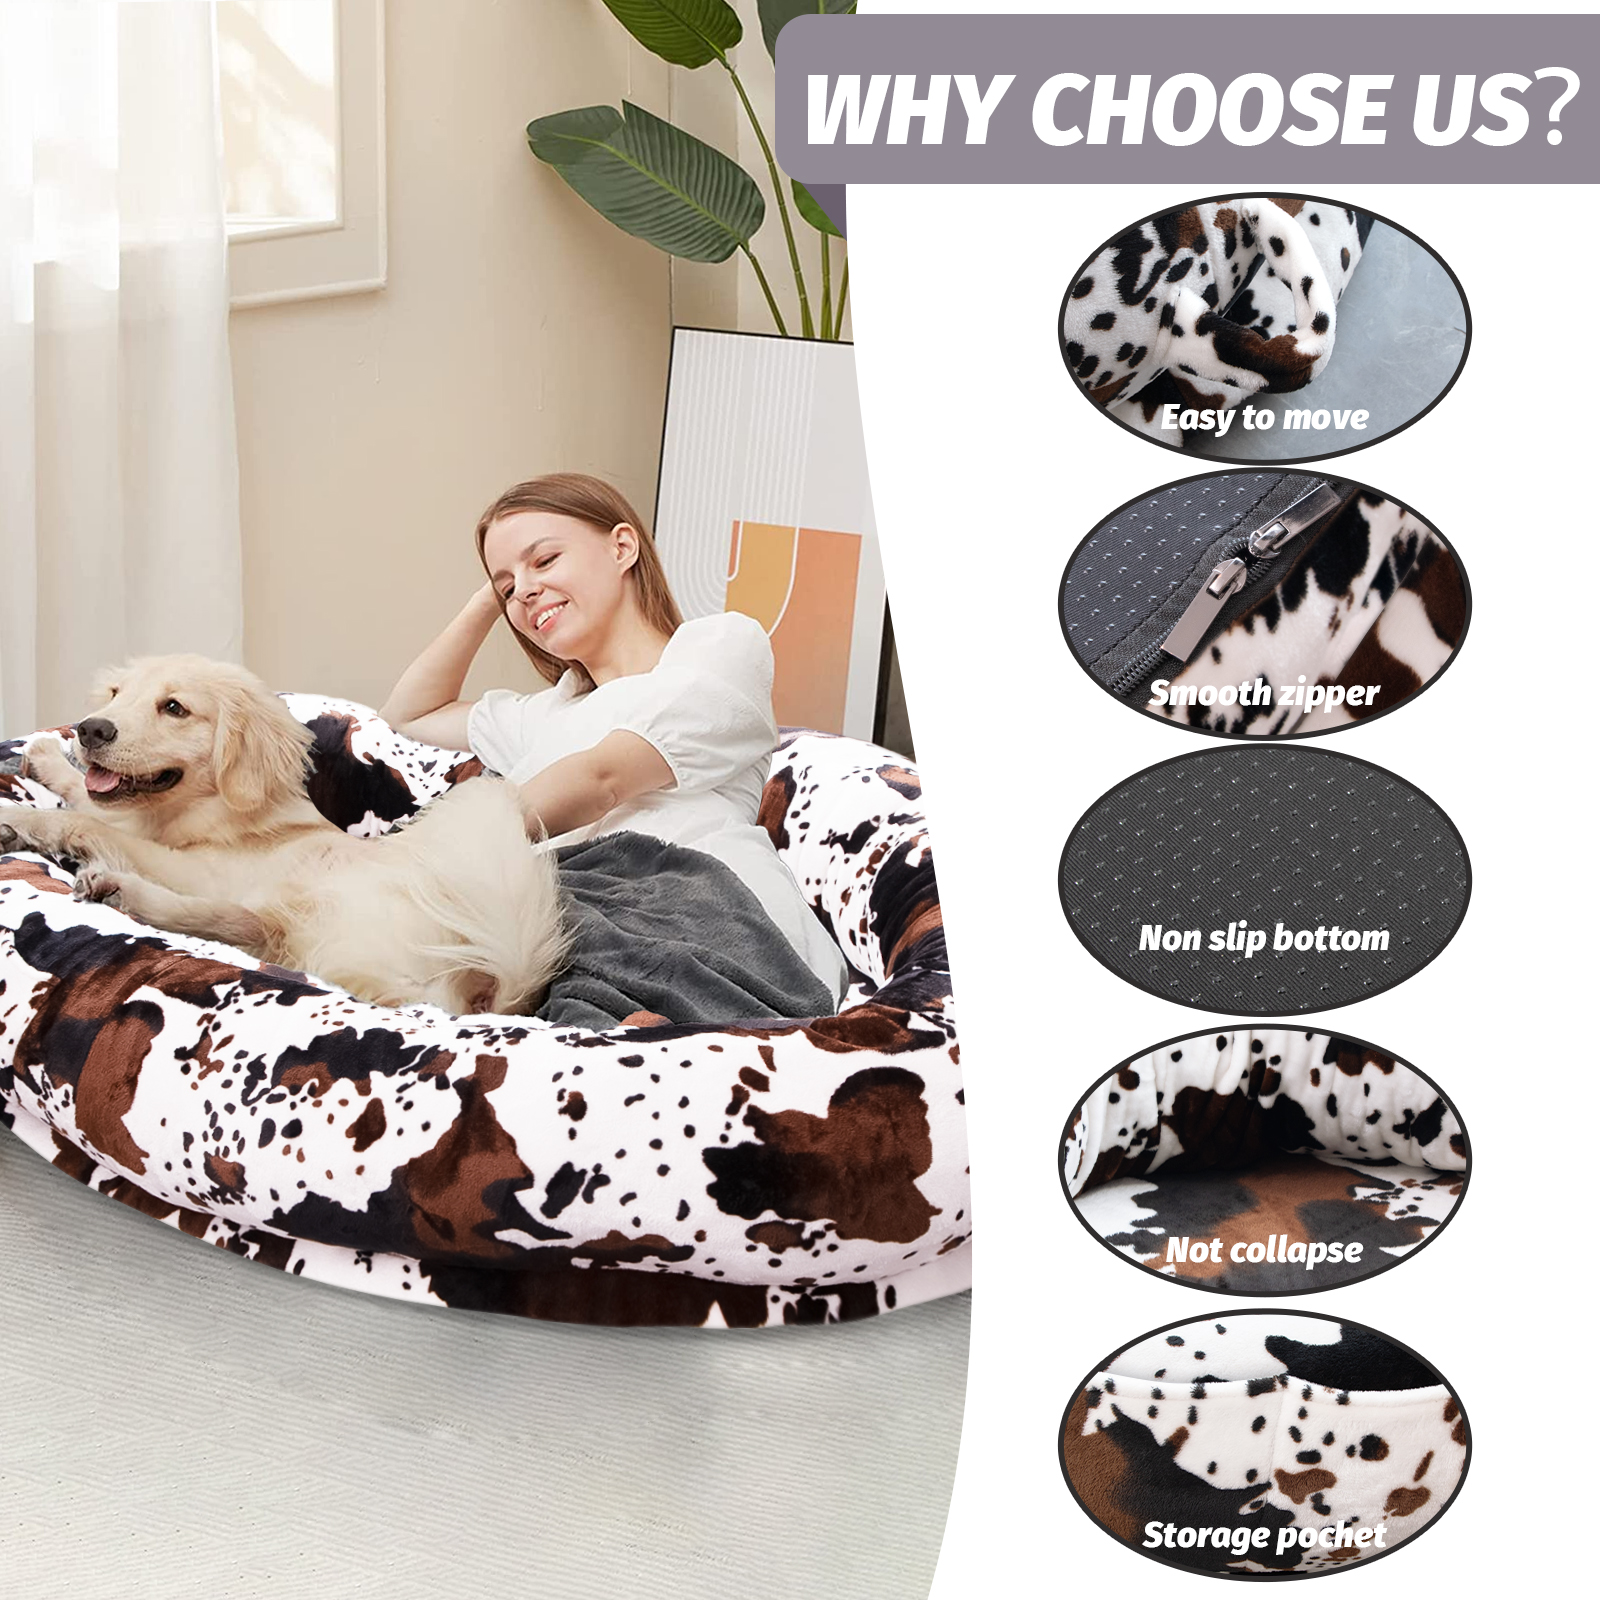 WHY CHOOSE US?
Easy to move
Smooth zipper
Non slip bottom
Not collapse
Storage pochet